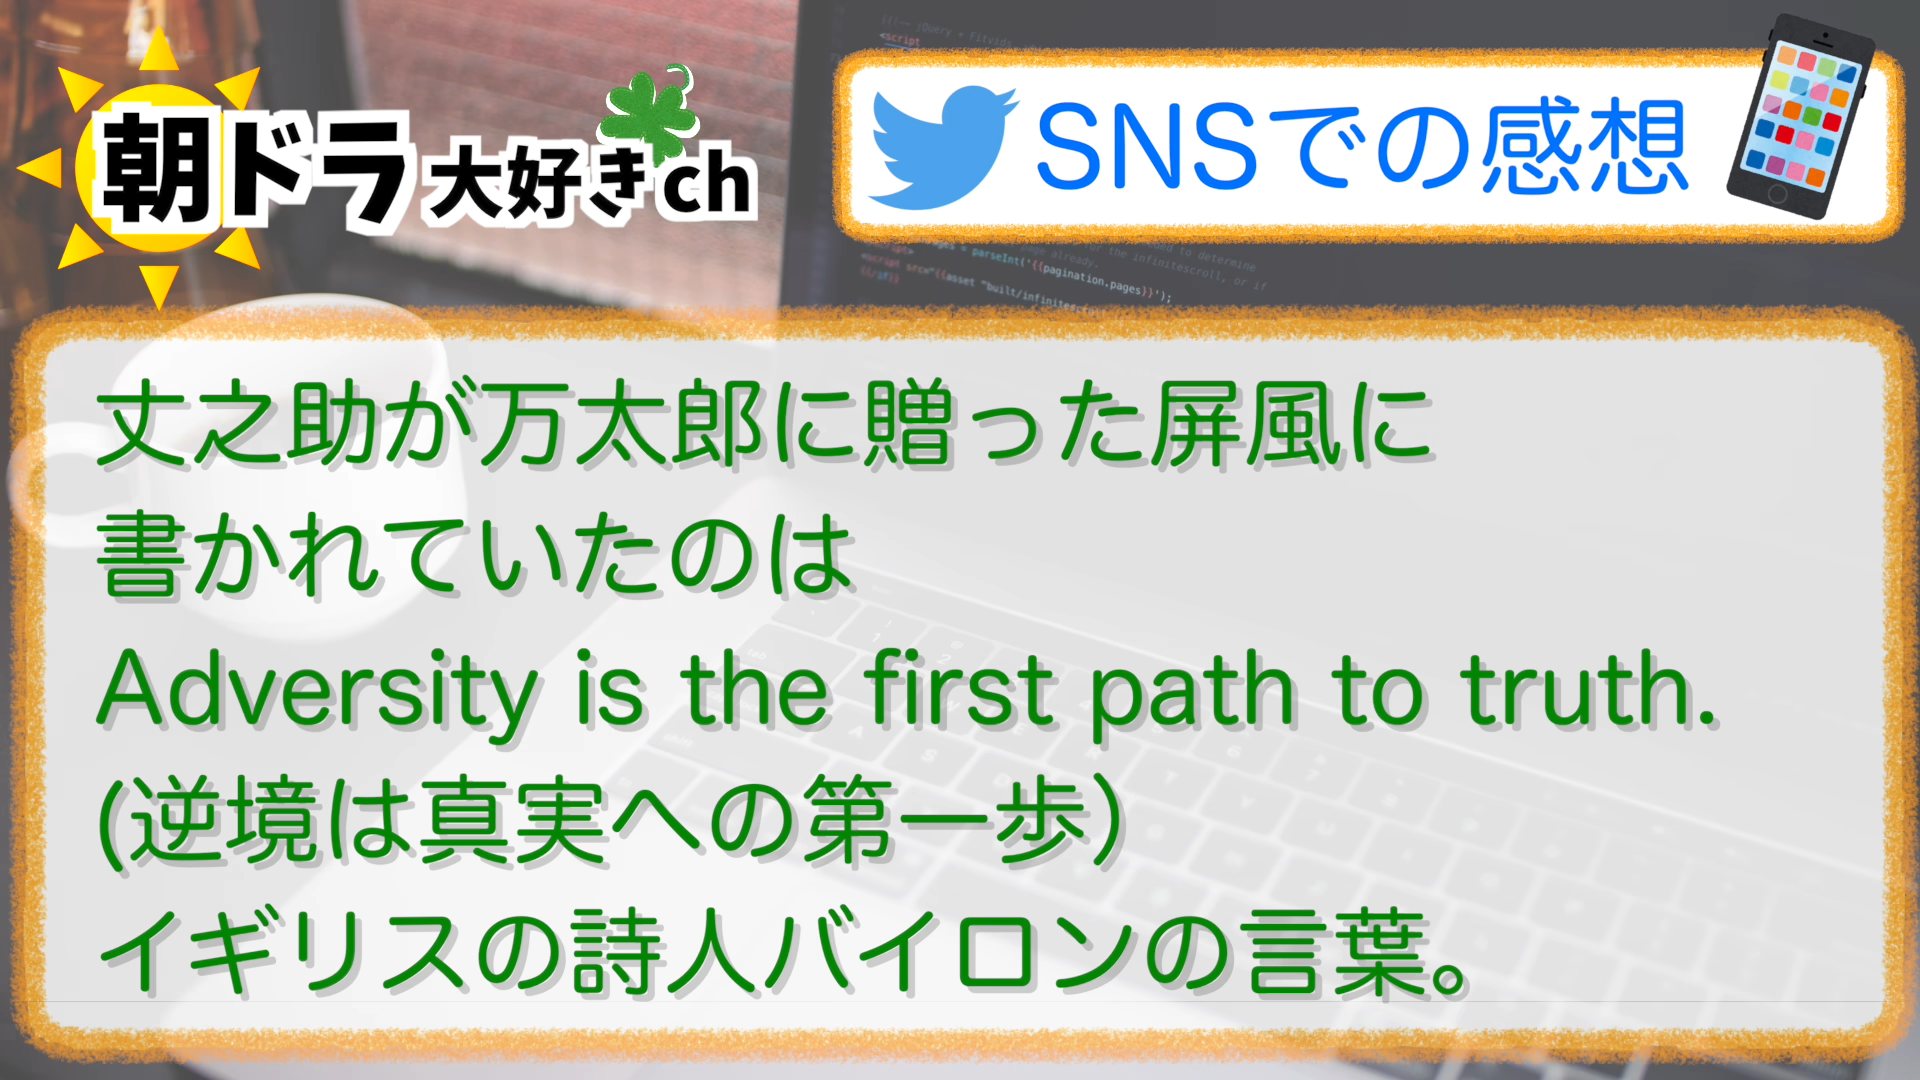 朝ドラ大好きch
SNSでの感想
丈之助が万太郎に贈った屏風に
書かれていたのは
Adversity is the first path to truth.
(逆境は真実への第一歩）
イギリスの詩人バイロンの言葉。